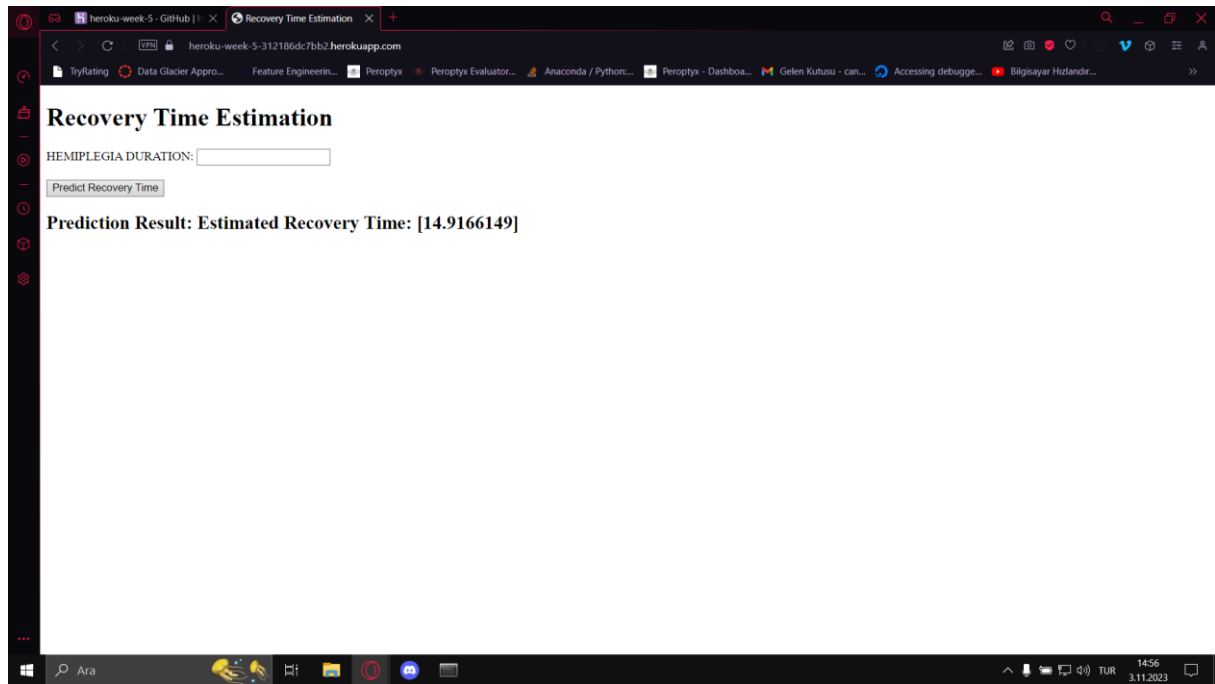 heroku-week-5 · GitHub | H
Recovery Time Estimation
VPN heroku-week-5-312186dc7bb2.herokuapp.com
TryRating Data Glacier Appro... Feature Engineerin... Peroptyx Peroptyx Evaluator... Anaconda / Python:... Peroptyx - Dashboa... Gelen Kutusu - can... Accessing debugge... Bilgisayar Hızlandır...
Recovery Time Estimation
HEMIPLEGIA DURATION:
Predict Recovery Time
Prediction Result: Estimated Recovery Time: [14.9166149]
Ara
TUR
14:56
3.11.2023